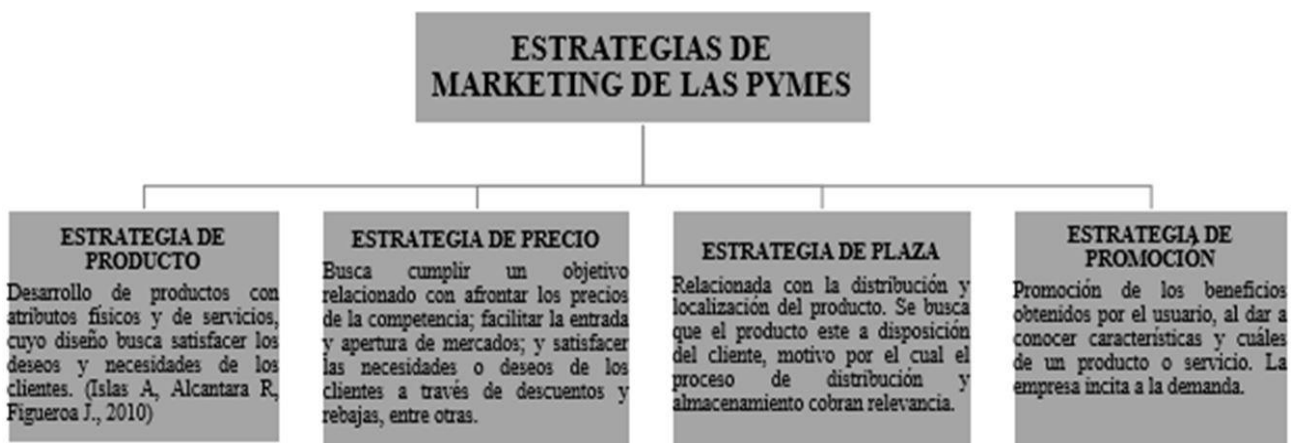 ESTRATEGIAS DE
MARKETING DE LAS PYMES
ESTRATEGIA DE
PRODUCTO
Desarrollo de productos con
atributos físicos y de servicios,
cuyo diseño busca satisfacer los
deseos y necesidades de los
clientes. (Islas A, Alcantara R,
Figueroa J., 2010)
ESTRATEGIA DE PRECIO
Busca cumplir un objetivo
relacionado con afrontar los precios
de la competencia; facilitar la entrada
y apertura de mercados; y satisfacer
las necesidades o deseos de los
clientes a través de descuentos y
rebajas, entre otras.
ESTRATEGIA DE PLAZA
Relacionada con la distribución y
localización del producto. Se busca
que el producto este a disposición
del cliente, motivo por el cual el
proceso de distribución y
almacenamiento cobran relevancia.
ESTRATEGIA DE
PROMOCIÓN
Promoción de los beneficios
obtenidos por el usuario, al dar a
conocer características y cuáles
de un producto o servicio. La
empresa incita a la demanda.